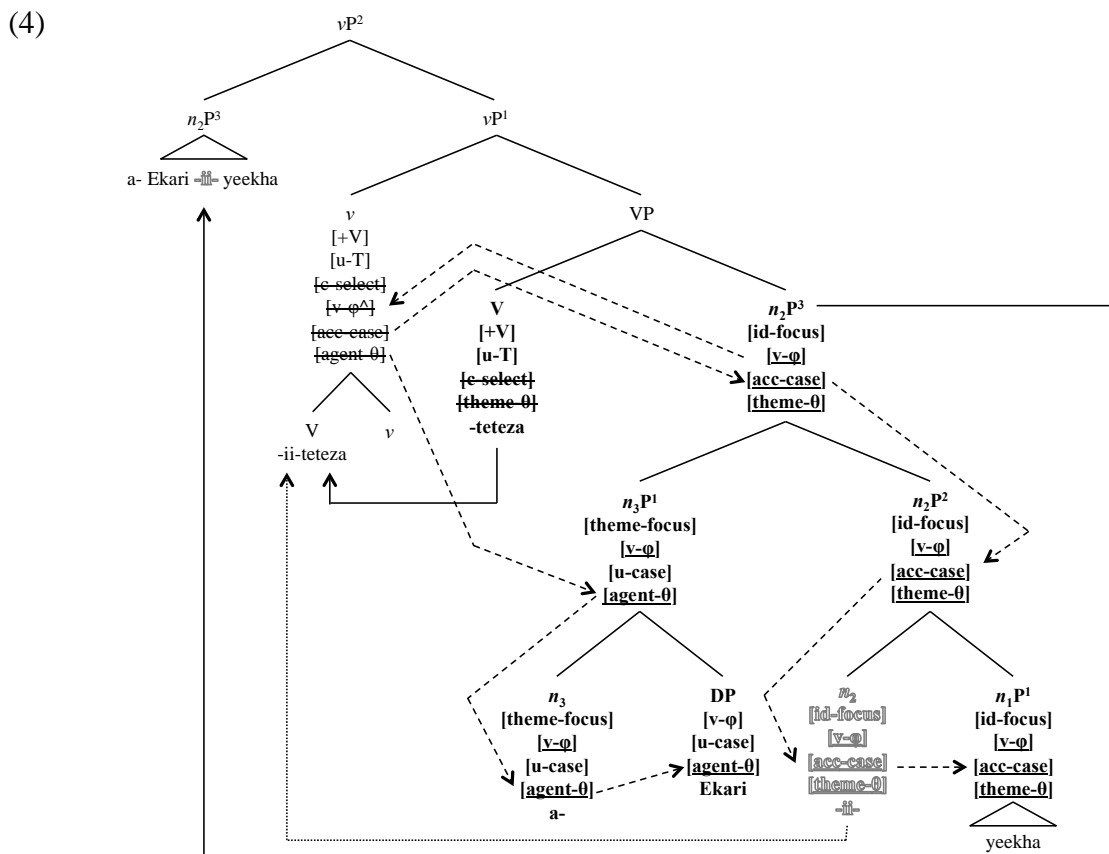 (4)
vP²
n₂P³
vP¹
a- Ekari -ii- yeekha
v
[+V]
[u-T]
[c-select]
[v-φ^]
[acc-case]
[agent-θ]
VP
V
[+V]
[u-T]
[c-select]
[theme-θ]
-teteza
n₂P³
[id-focus]
[v-φ]
[acc-case]
[theme-θ]
V
-ii-teteza
v
n₃P¹
[theme-focus]
[v-φ]
[u-case]
[agent-θ]
n₂P²
[id-focus]
[v-φ]
[acc-case]
[theme-θ]
n₃
[theme-focus]
[v-φ]
[u-case]
[agent-θ]
a-
DP
[v-φ]
[u-case]
[agent-θ]
Ekari
n₂
[id-focus]
[v-φ]
[acc-case]
[theme-θ]
-ii-
n₁P¹
[id-focus]
[v-φ]
[acc-case]
[theme-θ]
yeekha